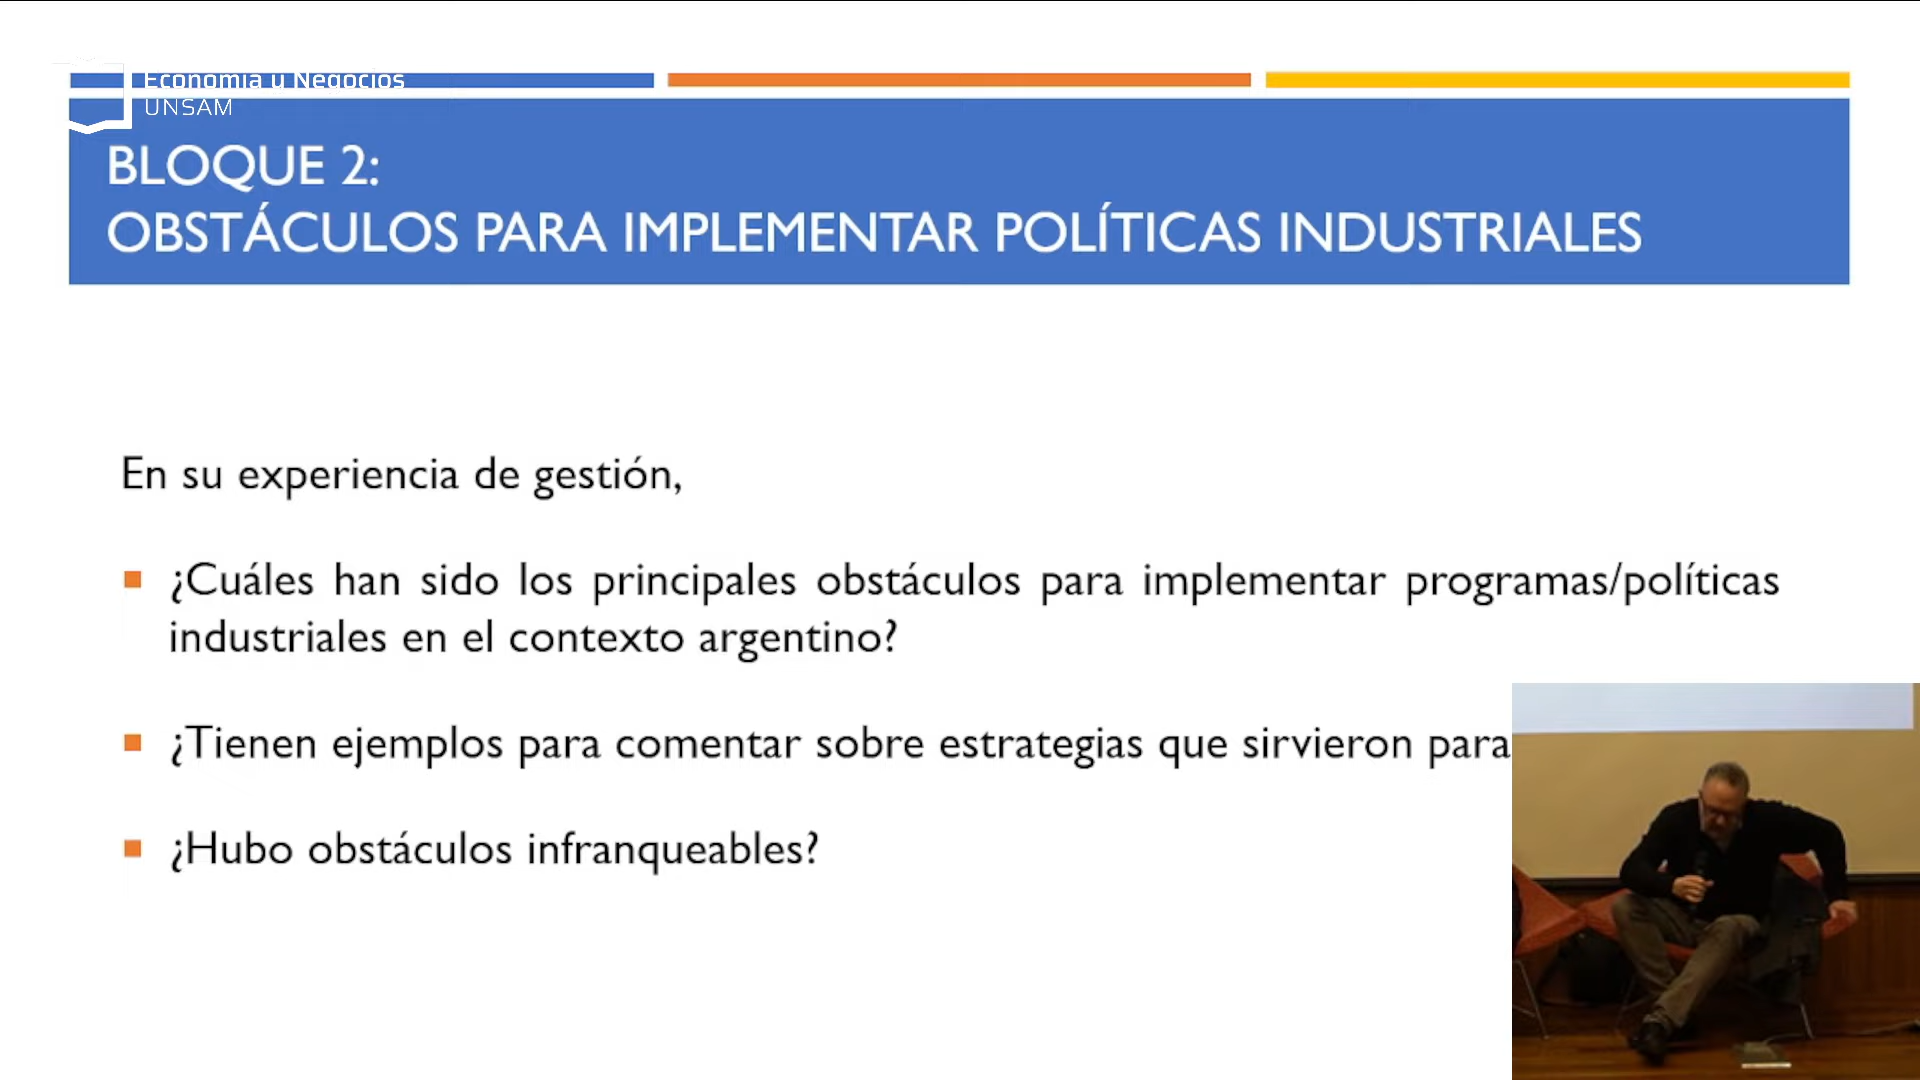 Economía y Negocios
UNSAM
BLOQUE 2:
OBSTÁCULOS PARA IMPLEMENTAR POLÍTICAS INDUSTRIALES
En su experiencia de gestión,
¿Cuáles han sido los principales obstáculos para implementar programas/políticas
industriales en el contexto argentino?
¿Tienen ejemplos para comentar sobre estrategias que sirvieron para
¿Hubo obstáculos infranqueables?